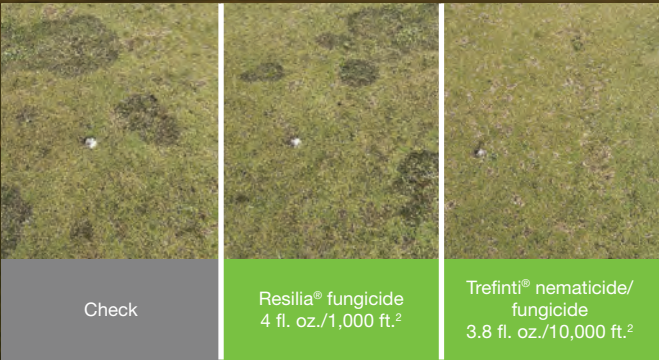 Check
Resilia® fungicide
4 fl. oz./1,000 ft.²
Trefinti® nematicide/
fungicide
3.8 fl. oz./10,000 ft.²